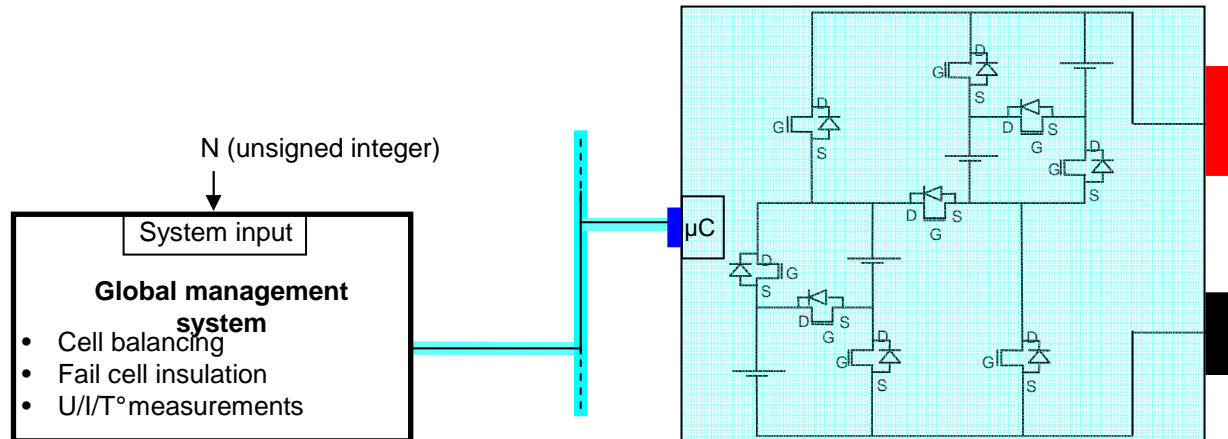 N (unsigned integer)
System input
Global management
system
• Cell balancing
• Fail cell insulation
• U/I/T° measurements
µC
D
G
S
D
G
S
D
S
G
D
G
S
D
S
G
D
G
S
D
S
G
D
G
S
D
G
S